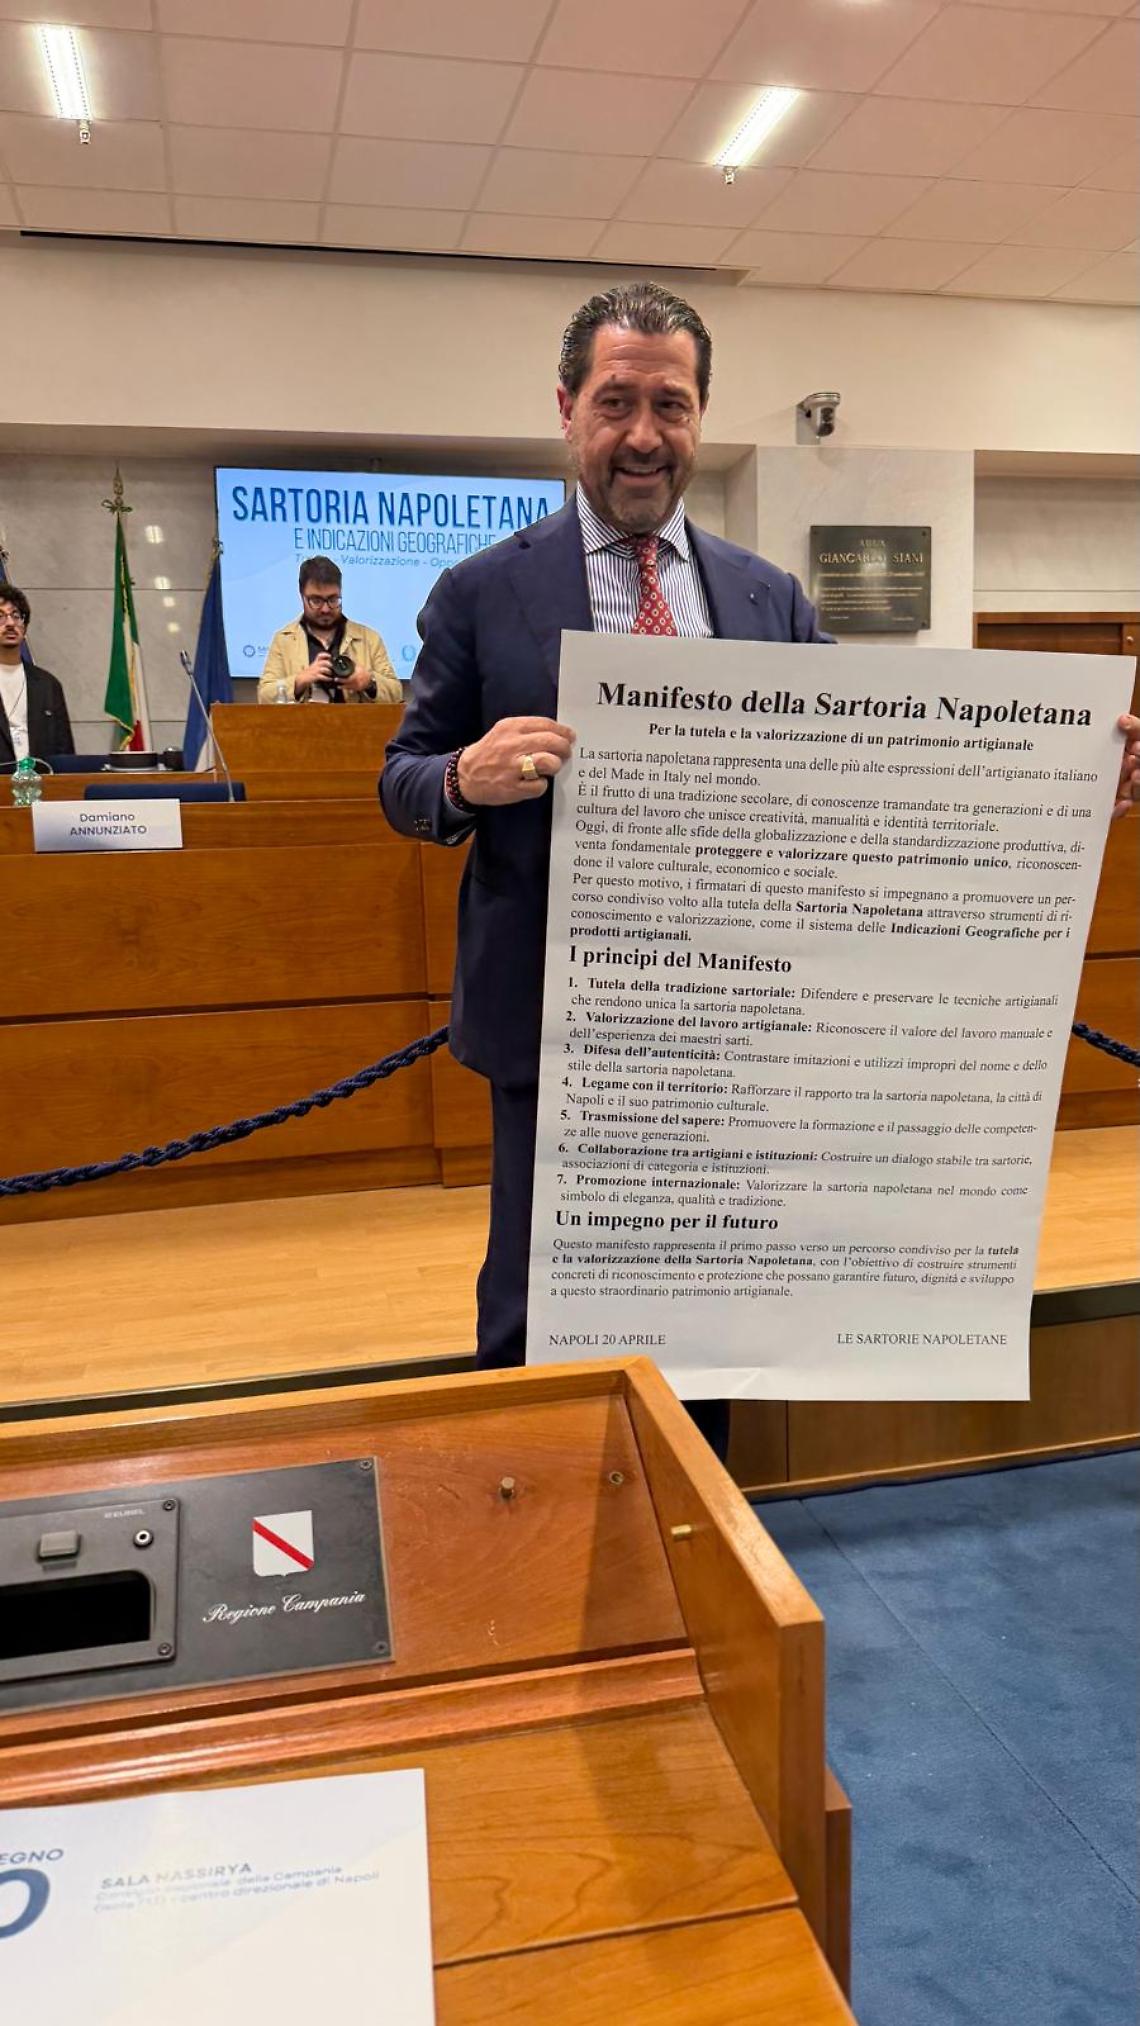 SARTORIA NAPOLETANA
E INDICAZIONI GEOGRAFICHE
Valorizzazione -
AULA
GIANCARLO SIANI
Damiano
ANNUNZIATO
Manifesto della Sartoria Napoletana
Per la tutela e la valorizzazione di un patrimonio artigianale
La sartoria napoletana rappresenta una delle più alte espressioni dell'artigianato italiano
e del Made in Italy nel mondo.
È il frutto di una tradizione secolare, di conoscenze tramandate tra generazioni e di una
cultura del lavoro che unisce creatività, manualità e identità territoriale.
Oggi, di fronte alle sfide della globalizzazione e della standardizzazione produttiva, di-
venta fondamentale proteggere e valorizzare questo patrimonio unico, riconoscen-
done il valore culturale, economico e sociale.
Per questo motivo, i firmatari di questo manifesto si impegnano a promuovere un per-
corso condiviso volto alla tutela della Sartoria Napoletana attraverso strumenti di ri-
conoscimento e valorizzazione, come il sistema delle Indicazioni Geografiche per i
prodotti artigianali.
I principi del Manifesto
1. Tutela della tradizione sartoriale: Difendere e preservare le tecniche artigianali
che rendono unica la sartoria napoletana.
2. Valorizzazione del lavoro artigianale: Riconoscere il valore del lavoro manuale e
dell'esperienza dei maestri sarti.
3. Difesa dell'autenticità: Contrastare imitazioni e utilizzi impropri del nome e dello
stile della sartoria napoletana.
4. Legame con il territorio: Rafforzare il rapporto tra la sartoria napoletana, la città di
Napoli e il suo patrimonio culturale.
5. Trasmissione del sapere: Promuovere la formazione e il passaggio delle competen-
ze alle nuove generazioni.
6. Collaborazione tra artigiani e istituzioni: Costruire un dialogo stabile tra sartorie,
associazioni di categoria e istituzioni.
7. Promozione internazionale: Valorizzare la sartoria napoletana nel mondo come
simbolo di eleganza, qualità e tradizione.
Un impegno per il futuro
Questo manifesto rappresenta il primo passo verso un percorso condiviso per la tutela
e la valorizzazione della Sartoria Napoletana, con l'obiettivo di costruire strumenti
concreti di riconoscimento e protezione che possano garantire futuro, dignità e sviluppo
a questo straordinario patrimonio artigianale.
NAPOLI 20 APRILE LE SARTORIE NAPOLETANE
Regione Campania
EGNO
SALA NASSIRYA
Consiglio Regionale della Campania
centro direzionale di Napoli